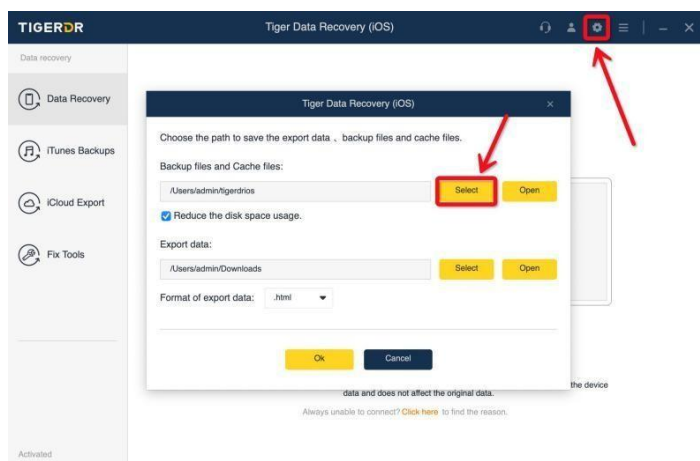 TIGERDR
Tiger Data Recovery (iOS)
Data recovery
Data Recovery
iTunes Backups
iCloud Export
Fix Tools
Activated
Tiger Data Recovery (iOS)
Choose the path to save the export data 、backup files and cache files.
Backup files and Cache files:
/Users/admin/tigerdrios
Select
Open
Reduce the disk space usage.
Export data:
/Users/admin/Downloads
Select
Open
Format of export data:
.html
Ok
Cancel
the device
data and does not affect the original data.
Always unable to connect? Click here to find the reason.